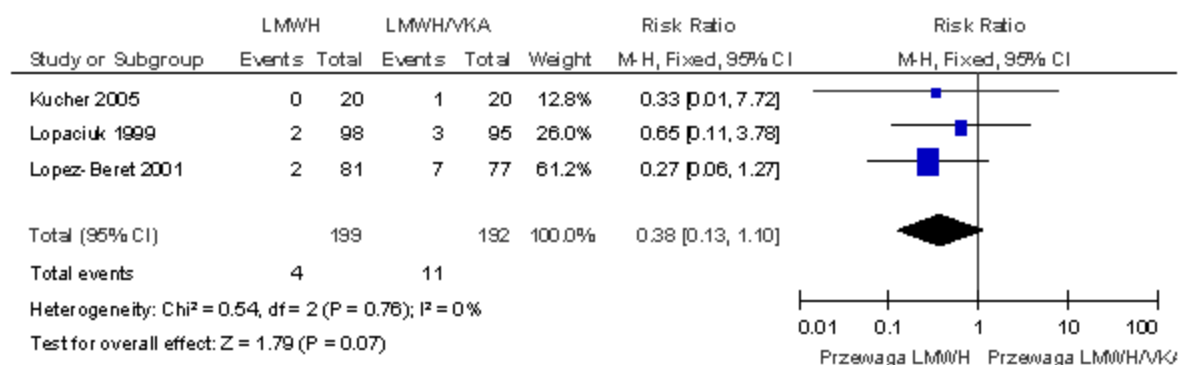 LMWH LMWH/VKA Risk Ratio Risk Ratio
Study or Subgroup Events Total Events Total Weight M-H, Fixed, 95% CI M-H, Fixed, 95% CI
Kucher 2005 0 20 1 20 12.8% 0.33 [0.01, 7.72]
Lopaciuk 1999 2 98 3 95 26.0% 0.65 [0.11, 3.78]
Lopez-Beret 2001 2 81 7 77 61.2% 0.27 [0.06, 1.27]
Total (95% CI) 199 192 100.0% 0.38 [0.13, 1.10]
Total events 4 11
Heterogeneity: Chi² = 0.54, df = 2 (P = 0.76); I² = 0%
Test for overall effect: Z = 1.79 (P = 0.07)
0.01 0.1 1 10 100
Przewaga LMWH Przewaga LMWH/VKA